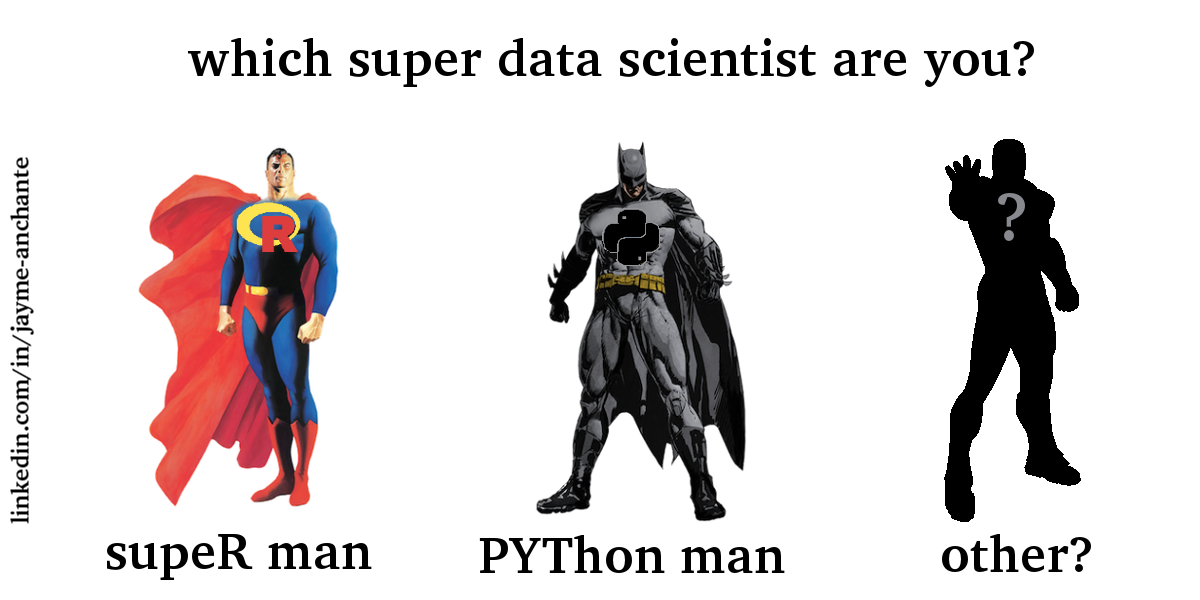 which super data scientist are you?
linkedin.com/in/jayme-anchante
R
?
supeR man
PYThon man
other?